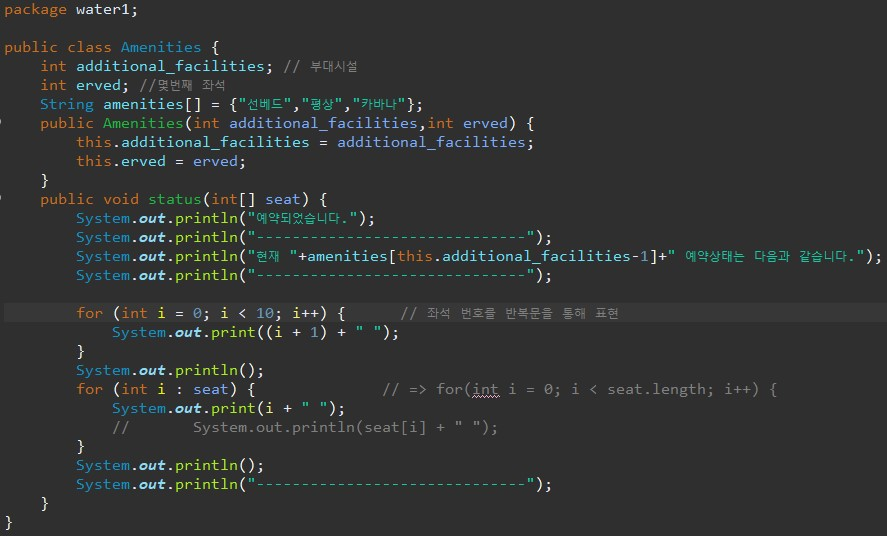 package water1;
public class Amenities {
int additional_facilities; // 부대시설
int erved; //몇번째 좌석
String amenities[] = {"선베드","평상","카바나"};
public Amenities(int additional_facilities,int erved) {
this.additional_facilities = additional_facilities;
this.erved = erved;
}
public void status(int[] seat) {
System.out.println("예약되었습니다.");
System.out.println("------------------------------");
System.out.println("현재 "+amenities[this.additional_facilities-1]+" 예약상태는 다음과 같습니다.");
System.out.println("------------------------------");
for (int i = 0; i < 10; i++) { // 좌석 번호를 반복문을 통해 표현
System.out.print((i + 1) + " ");
}
System.out.println();
for (int i : seat) { // => for(int i = 0; i < seat.length; i++) {
System.out.print(i + " ");
// System.out.println(seat[i] + " ");
}
System.out.println();
System.out.println("------------------------------");
}
}